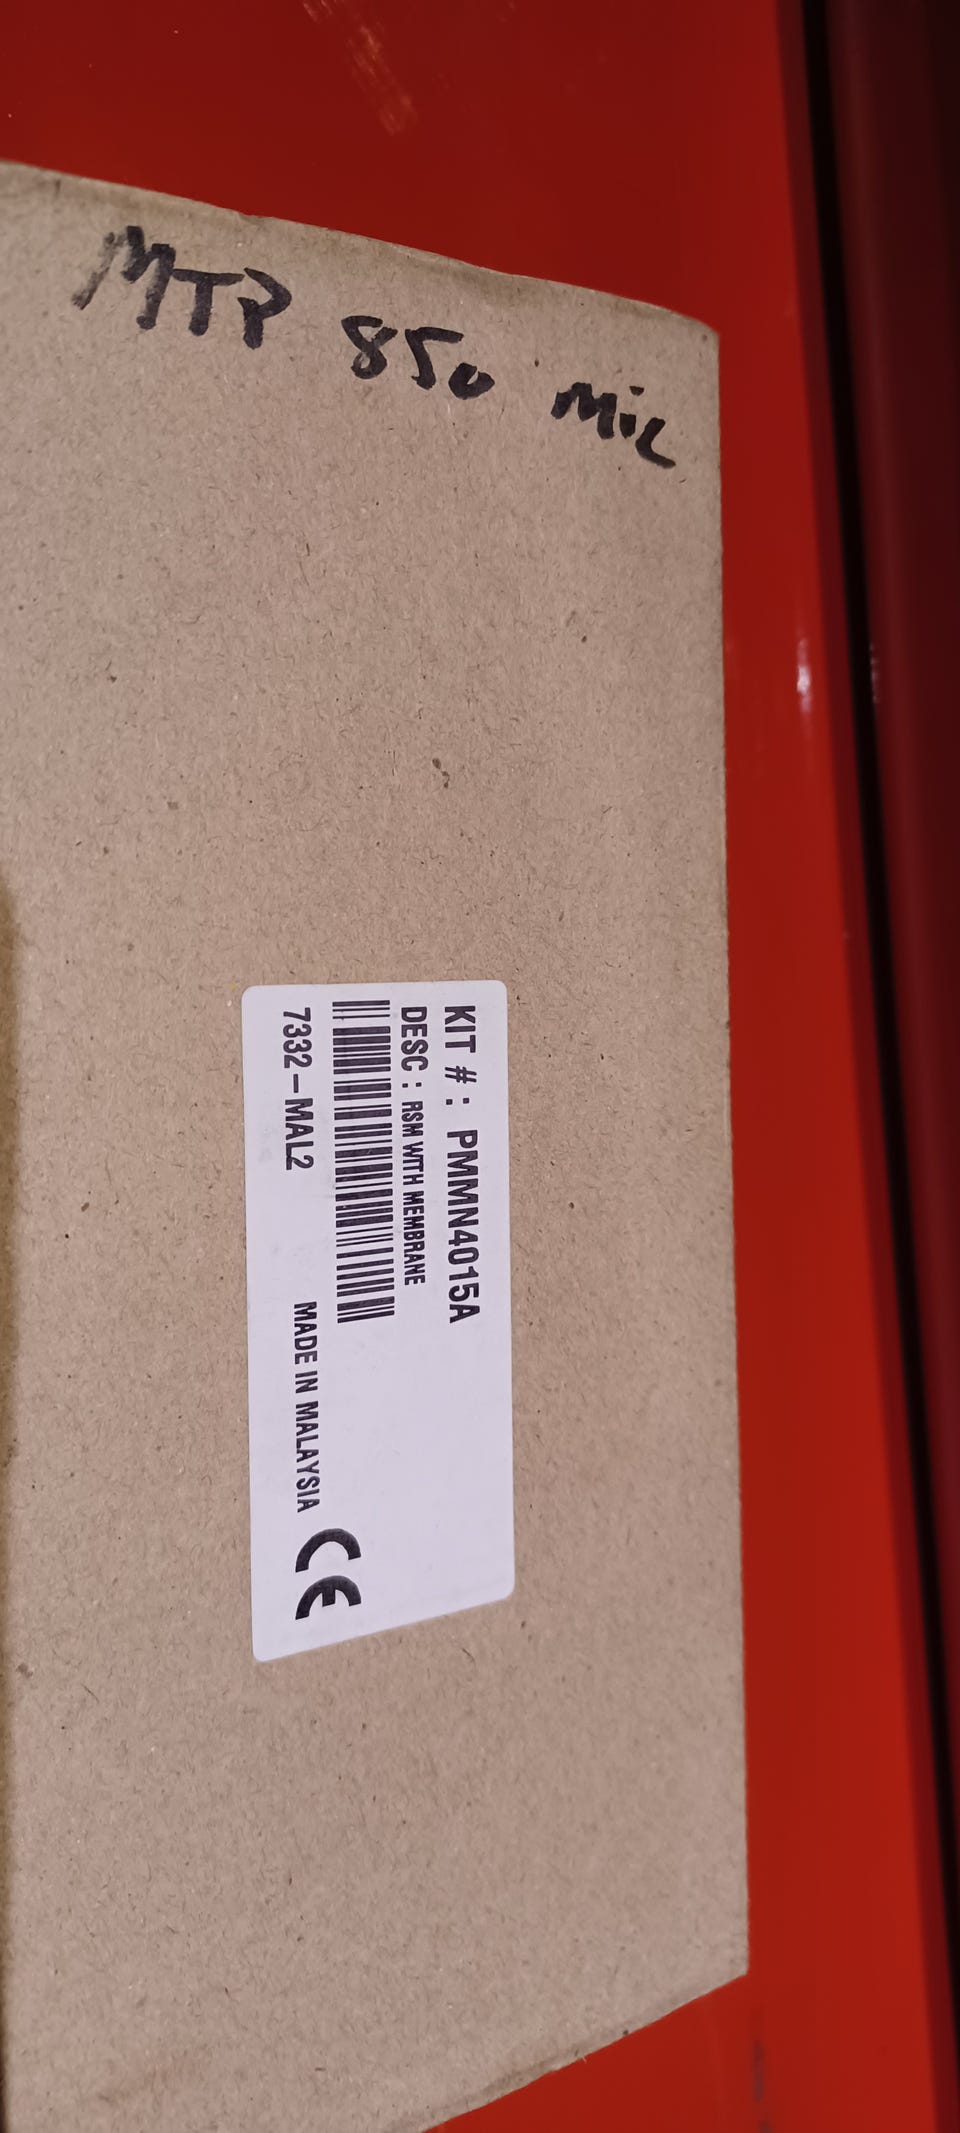 MTP 850 Mic
KIT # : PMMN4015A
DESC : RSM WITH MEMBRANE
7332-MAL2 MADE IN MALAYSIA CE